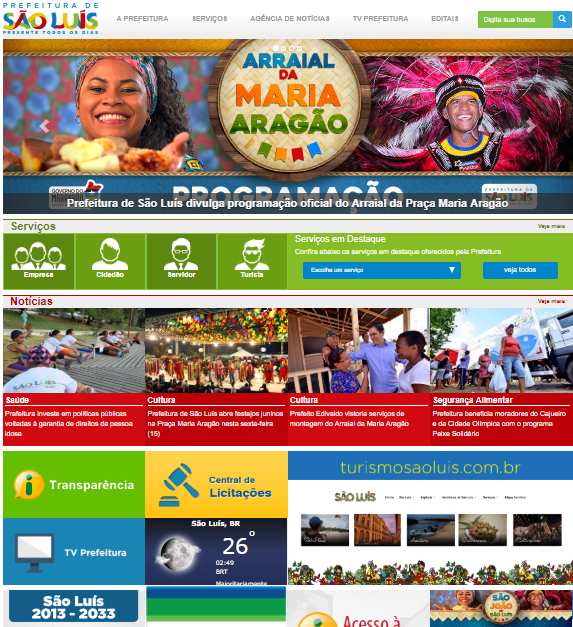 PREFEITURA DE
SÃO LUÍS
PRESENTE TODOS OS DIAS
A PREFEITURA
SERVIÇOS
AGÊNCIA DE NOTÍCIAS
TV PREFEITURA
EDITAIS
Digite sua busca
ARRAIAL
DA
MARIA
ARAGÃO
GOVERNO DO
MARANHÃO
PROGRAMAÇÃO
PREFEITURA DE
SÃO LUÍS
Prefeitura de São Luís divulga programação oficial do Arraial da Praça Maria Aragão
Serviços
Veja mais
Empresa
Cidadão
Servidor
Turista
Serviços em Destaque
Confira abaixo os serviços em destaque oferecidos pela Prefeitura
Escolha um serviço
veja todos
Notícias
Veja mais
Saúde
Prefeitura investe em políticas públicas
voltadas à garantia de direitos da pessoa
idosa
Cultura
Prefeitura de São Luís abre festejos juninos
na Praça Maria Aragão nesta sexta-feira
(15)
Cultura
Prefeito Edivaldo vistoria serviços de
montagem do Arraial da Maria Aragão
Segurança Alimentar
Prefeitura beneficia moradores do Cajueiro
e da Cidade Olímpica com o programa
Peixe Solidário
Transparência
Central de
Licitações
turismosaoluis.com.br
SÃO LUÍS
TV Prefeitura
São Luís, BR
26°
02:49
BRT
Majoritariamente
São Luís
2013 - 2033
Acesso à
SÃO
JOÃO